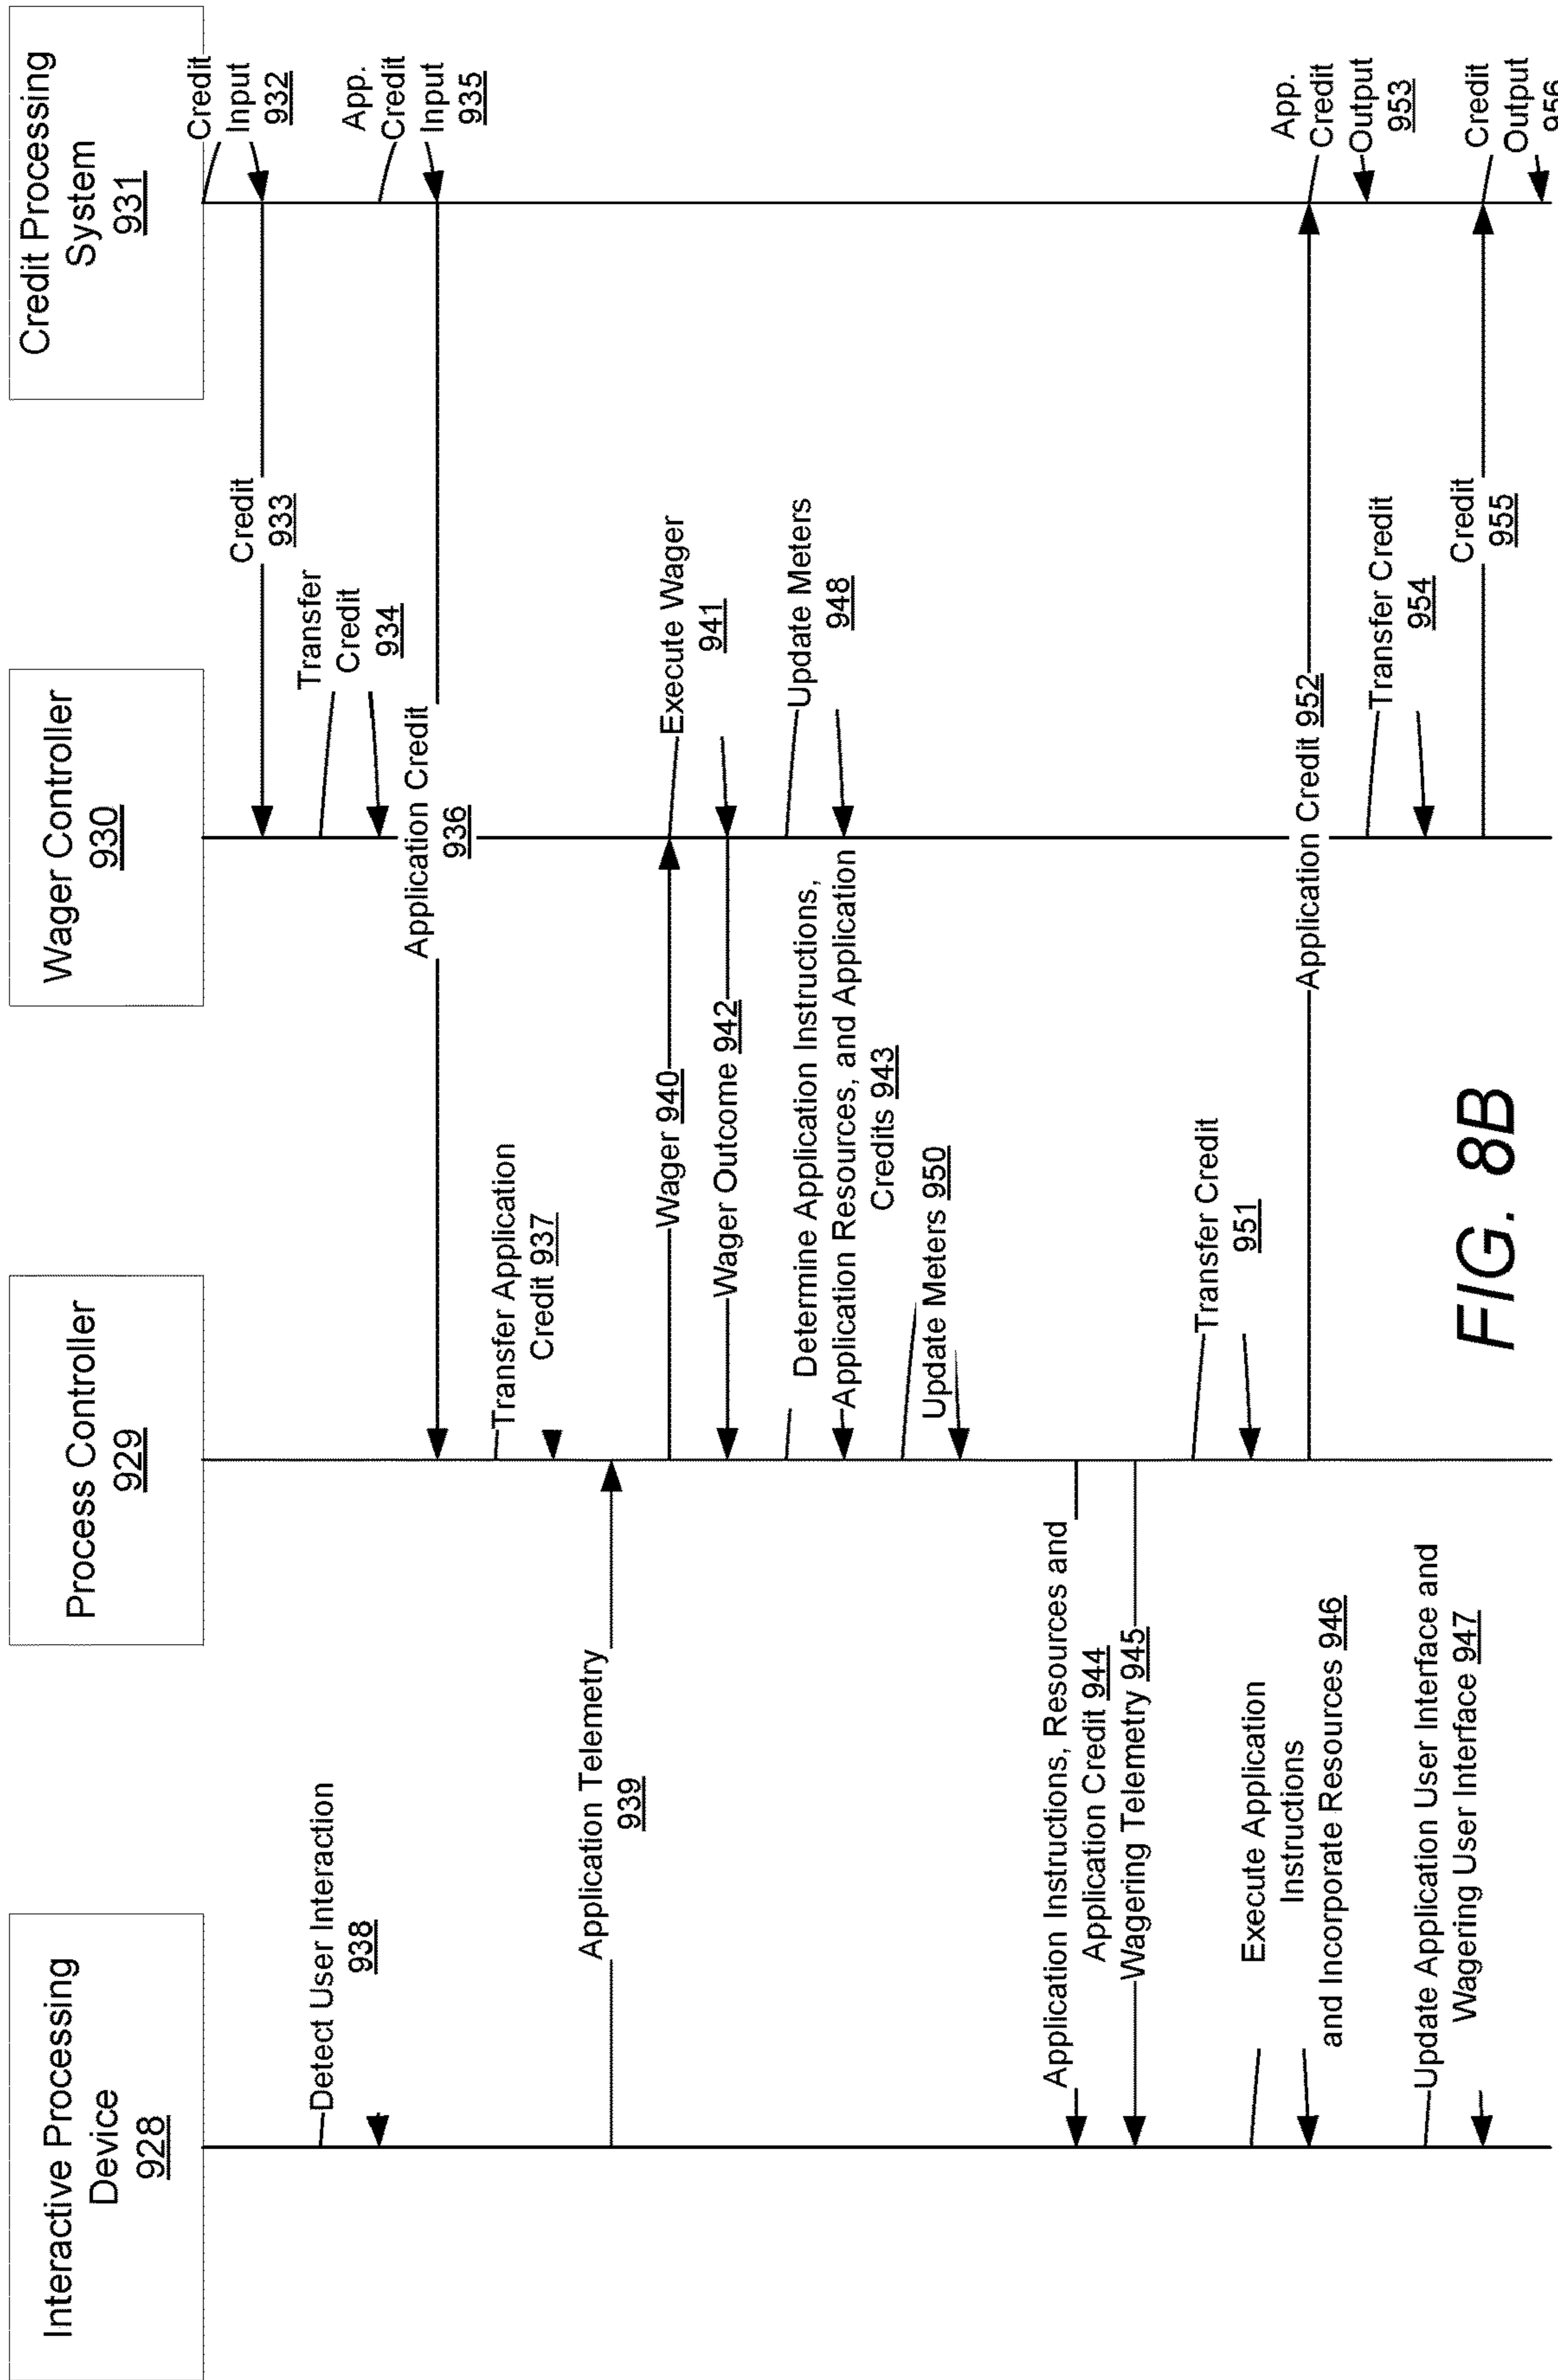 Interactive Processing
Device
928
Process Controller
929
Wager Controller
930
Credit Processing
System
931
Credit
Input
932
Credit
933
Transfer
Credit
934
App.
Credit
Input
935
Application Credit
936
Transfer Application
Credit 937
Detect User Interaction
938
Application Telemetry
939
Wager 940
Execute Wager
941
Wager Outcome 942
Determine Application Instructions,
Application Resources, and Application
Credits 943
Update Meters
948
Update Meters 950
Application Instructions, Resources and
Application Credit 944
Wagering Telemetry 945
Transfer Credit
951
Execute Application
Instructions
and Incorporate Resources 946
Application Credit 952
App.
Credit
Output
953
Transfer Credit
954
Update Application User Interface and
Wagering User Interface 947
Credit
955
Credit
Output
956
FIG. 8B